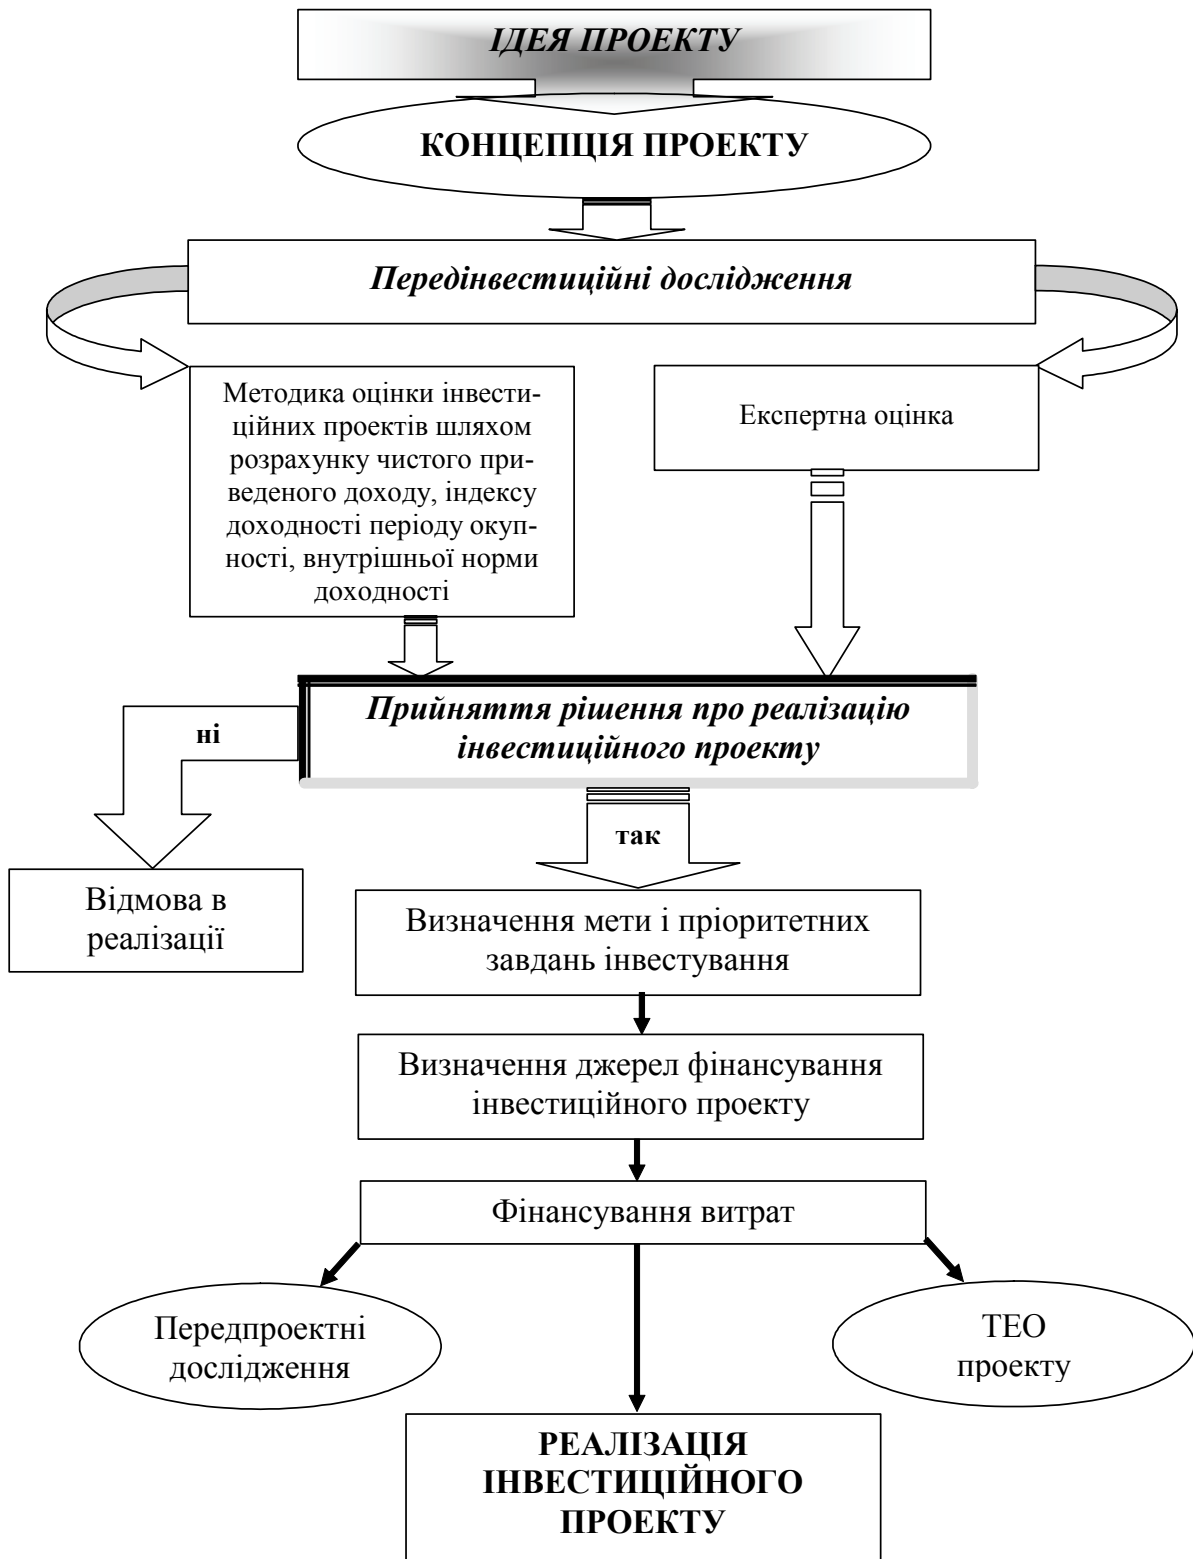 ІДЕЯ ПРОЕКТУ
КОНЦЕПЦІЯ ПРОЕКТУ
Передінвестиційні дослідження
Методика оцінки інвести-
ційних проектів шляхом
розрахунку чистого при-
веденого доходу, індексу
доходності періоду окуп-
ності, внутрішньої норми
доходності
Експертна оцінка
Прийняття рішення про реалізацію
інвестиційного проекту
ні
так
Відмова в
реалізації
Визначення мети і пріоритетних
завдань інвестування
Визначення джерел фінансування
інвестиційного проекту
Фінансування витрат
Передпроектні
дослідження
ТЕО
проекту
РЕАЛІЗАЦІЯ
ІНВЕСТИЦІЙНОГО
ПРОЕКТУ